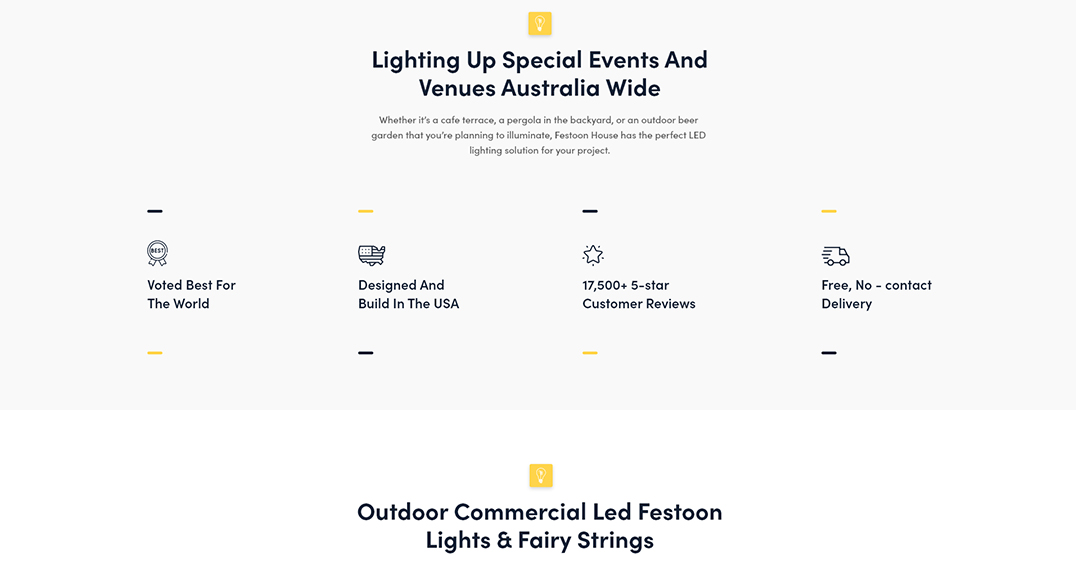 Lighting Up Special Events And
Venues Australia Wide
Whether it's a cafe terrace, a pergola in the backyard, or an outdoor beer
garden that you're planning to illuminate, Festoon House has the perfect LED
lighting solution for your project.
BEST
Voted Best For
The World
Designed And
Build In The USA
17,500+ 5-star
Customer Reviews
Free, No - contact
Delivery
Outdoor Commercial Led Festoon
Lights & Fairy Strings